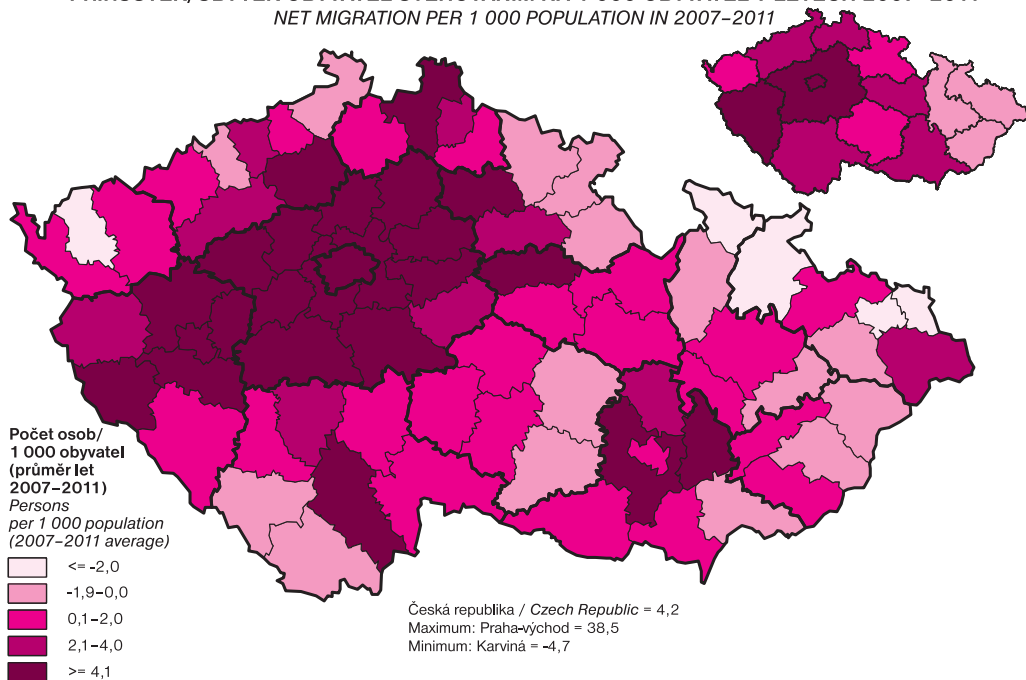 NET MIGRATION PER 1 000 POPULATION IN 2007–2011
Počet osob/
1 000 obyvatel
(průměr let
2007–2011)
Persons
per 1 000 population
(2007–2011 average)
<= -2,0
-1,9–0,0
0,1–2,0
2,1–4,0
>= 4,1
Česká republika / Czech Republic = 4,2
Maximum: Praha-východ = 38,5
Minimum: Karviná = -4,7